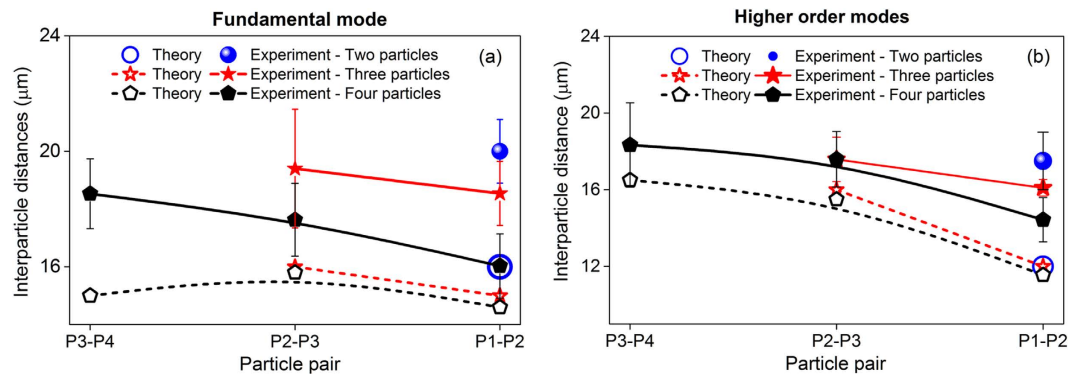 Fundamental mode
24
20
16
Interparticle distances (μm)
Theory Experiment - Two particles (a)
Theory Experiment - Three particles
Theory Experiment - Four particles
P3-P4 P2-P3 P1-P2
Particle pair
Higher order modes
24
20
16
12
Interparticle distance (μm)
Theory Experiment - Two particles (b)
Theory Experiment - Three particles
Theory Experiment - Four particles
P3-P4 P2-P3 P1-P2
Particle pair